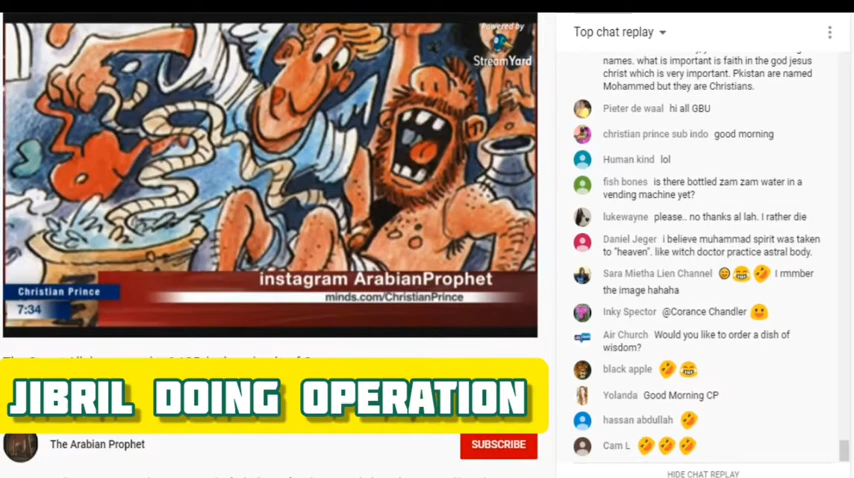 Powered by
StreamYard
instagram ArabianProphet
minds.com/ChristianPrince
Christian Prince
7:34
JIBRIL DOING OPERATION
The Arabian Prophet
SUBSCRIBE
Top chat replay
names. what is important is faith in the god jesus
christ which is very important. Pkistan are named
Mohammed but they are Christians.
Pieter de waal hi all GBU
christian prince sub indo good morning
Human kind lol
fish bones is there bottled zam zam water in a
vending machine yet?
lukewayne please.. no thanks al lah. I rather die
Daniel Jeger i believe muhammad spirit was taken
to "heaven". like witch doctor practice astral body.
Sara Mietha Lien Channel 😊😂🤣 I rmmber
the image hahaha
Inky Spector @Corance Chandler 🙂
Air Church Would you like to order a dish of
wisdom?
black apple 🤣😂
Yolanda Good Morning CP
hassan abdullah 🤣
Cam L 🤣🤣🤣
HIDE CHAT REPLAY